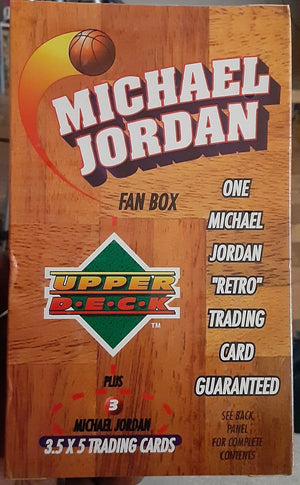 MICHAEL
JORDAN
FAN BOX
UPPER
D•E•C•K
TM
PLUS
3
MICHAEL JORDAN
3.5 X 5 TRADING CARDS
ONE
MICHAEL
JORDAN
"RETRO"
TRADING
CARD
GUARANTEED
SEE BACK
PANEL
FOR COMPLETE
CONTENTS